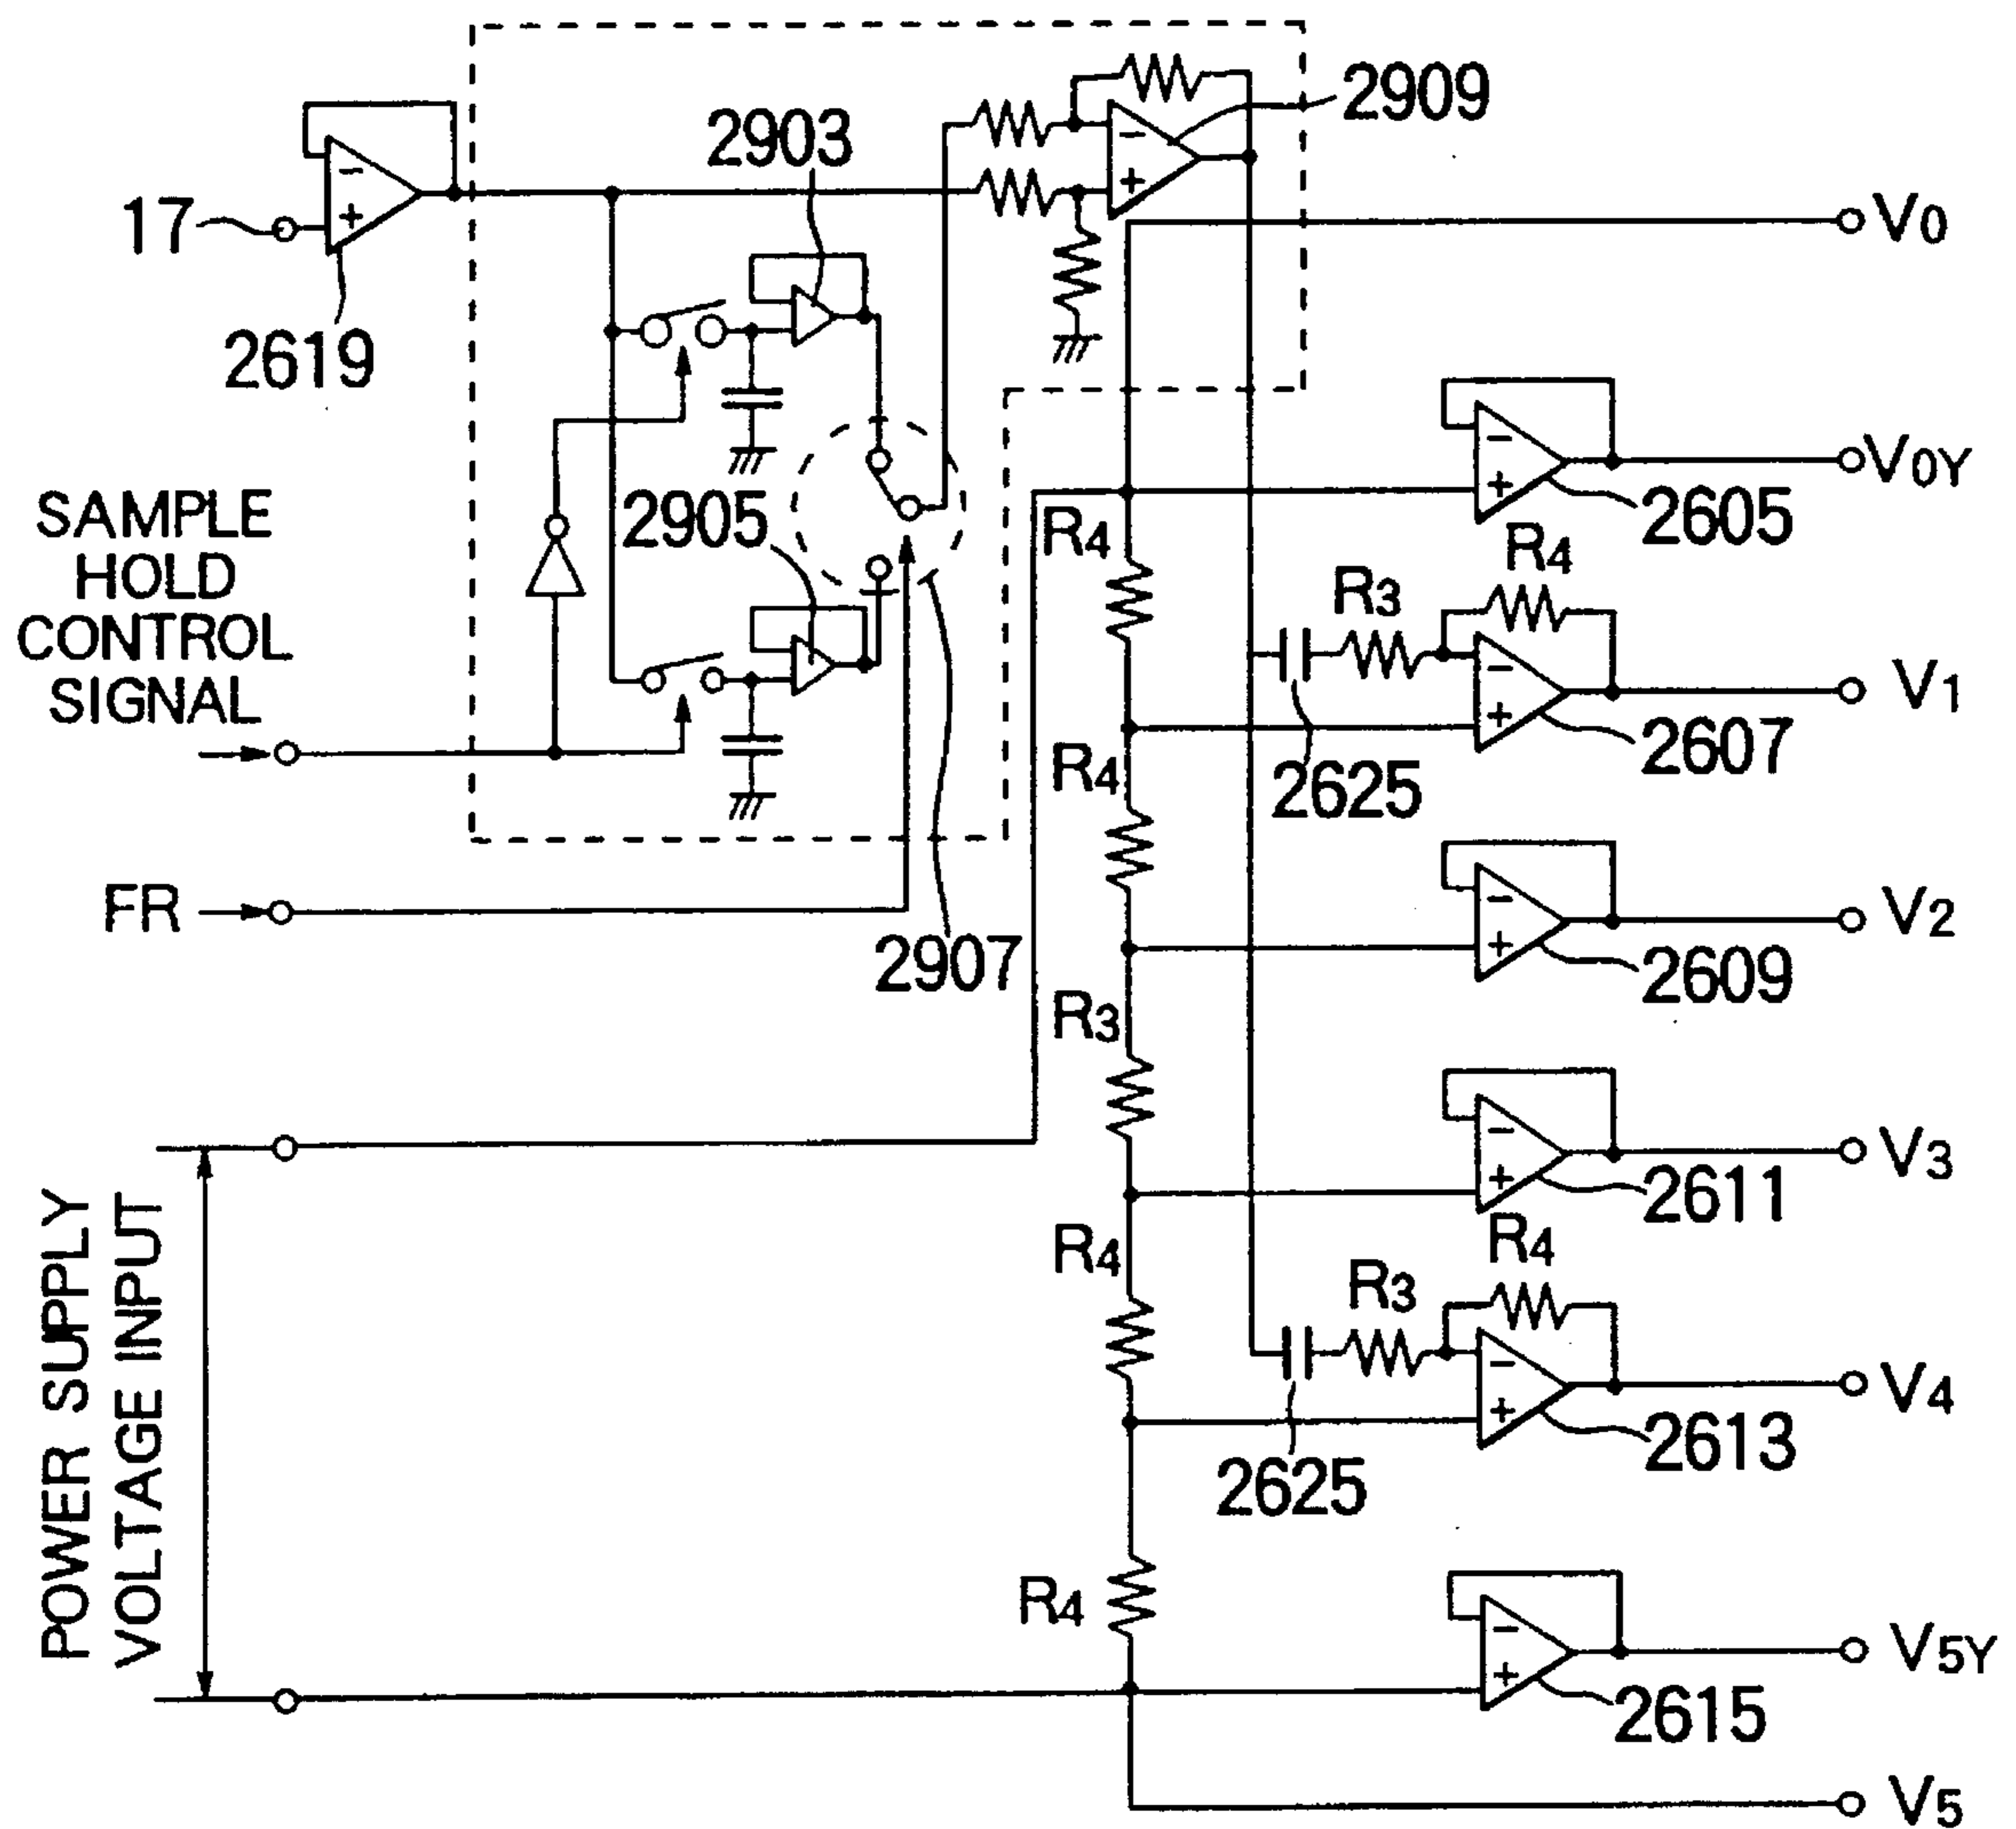 2909
2903
17
V0
2619
V0Y
SAMPLE
HOLD
CONTROL
SIGNAL
2905
R4
2605
R4
R3
V1
R4
2625
2607
FR
2907
V2
2609
R3
V3
2611
R4
R4
R3
V4
2613
2625
POWER SUPPLY
VOLTAGE INPUT
R4
V5Y
2615
V5